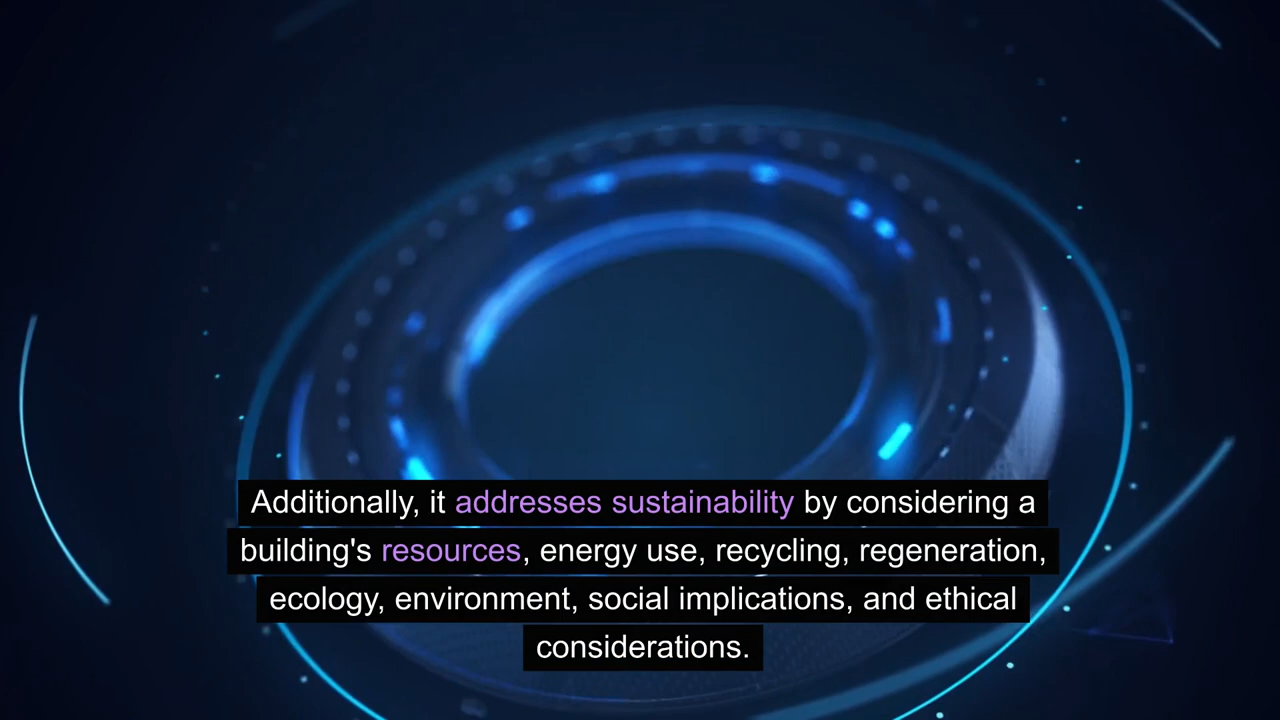 Additionally, it addresses sustainability by considering a
building's resources, energy use, recycling, regeneration,
ecology, environment, social implications, and ethical
considerations.